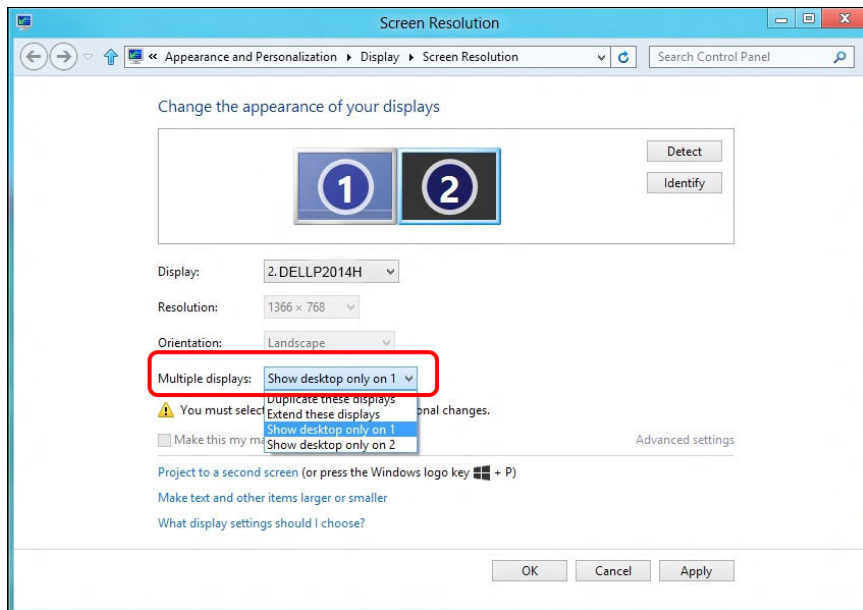 Screen Resolution
« Appearance and Personalization ▸ Display ▸ Screen Resolution
Search Control Panel
Change the appearance of your displays
1 2
Detect
Identify
Display: 2. DELLP2014H
Resolution: 1366 × 768
Orientation: Landscape
Multiple displays: Show desktop only on 1
Duplicate these displays
You must selec onal changes.
Extend these displays
Show desktop only on 1
Make this my ma Advanced settings
Show desktop only on 2
Project to a second screen (or press the Windows logo key + P)
Make text and other items larger or smaller
What display settings should I choose?
OK Cancel Apply